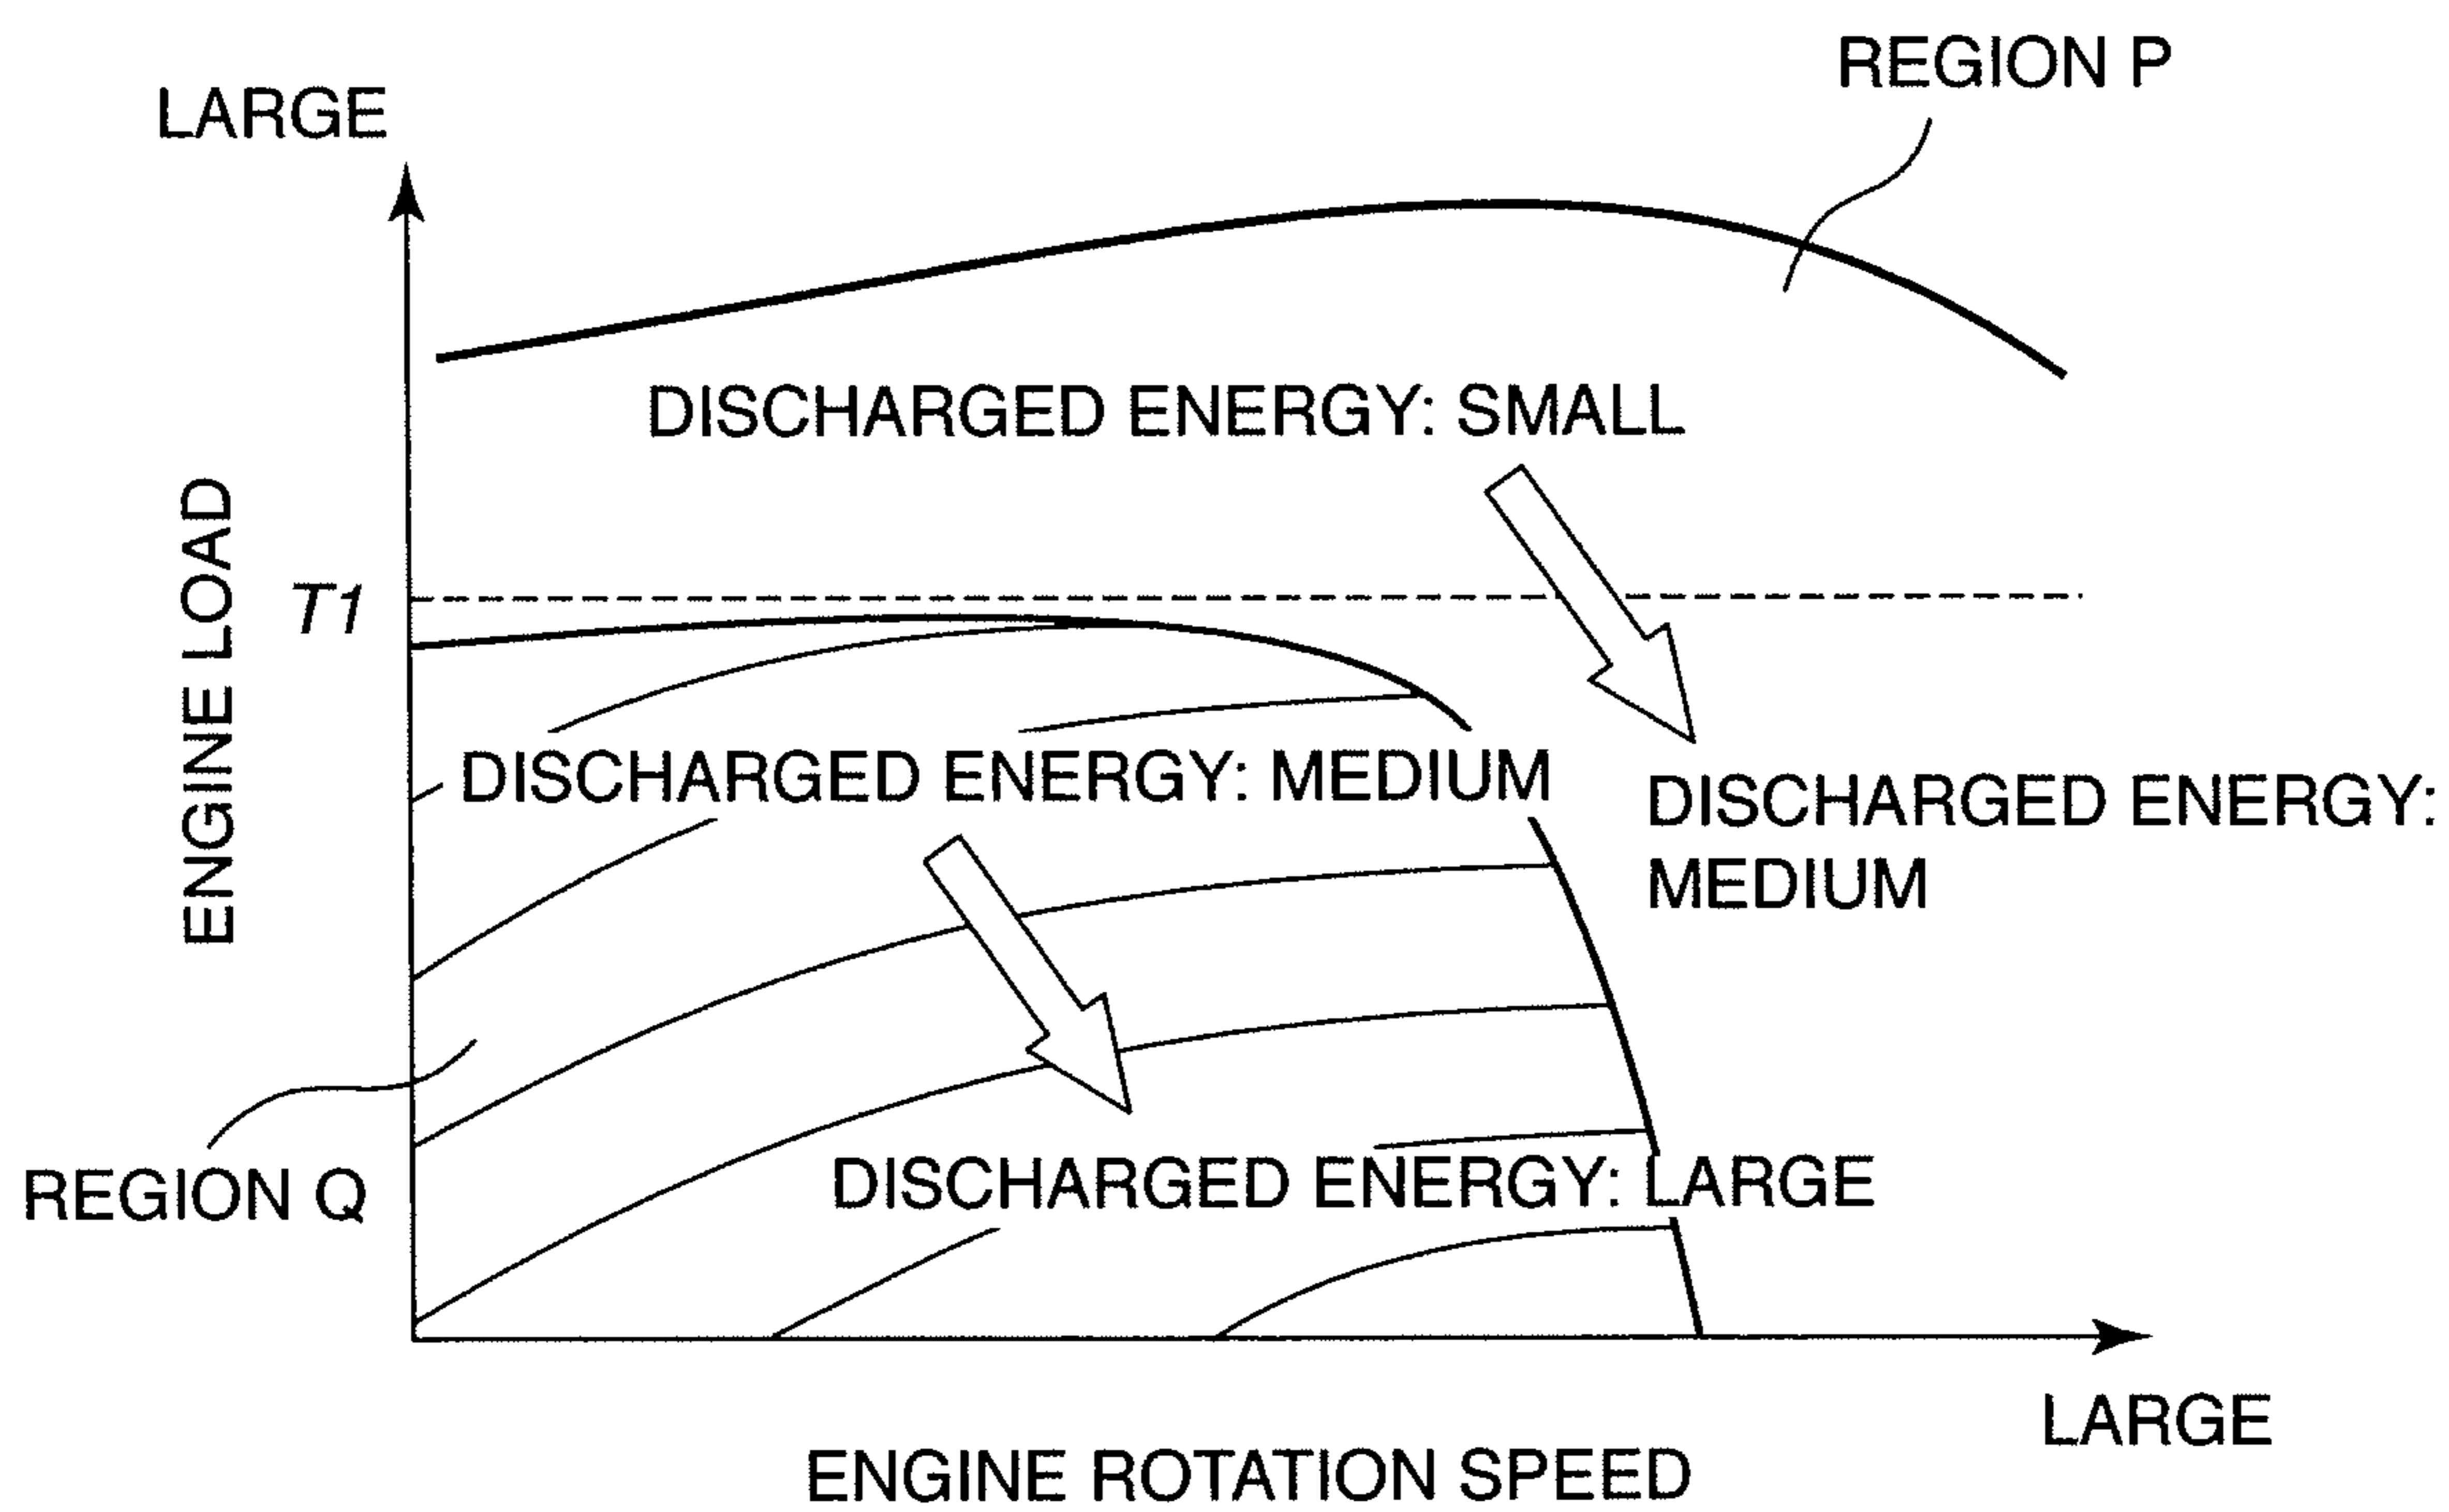 REGION P
LARGE
DISCHARGED ENERGY: SMALL
ENGINE LOAD
T1
DISCHARGED ENERGY: MEDIUM
DISCHARGED ENERGY:
MEDIUM
REGION Q
DISCHARGED ENERGY: LARGE
LARGE
ENGINE ROTATION SPEED